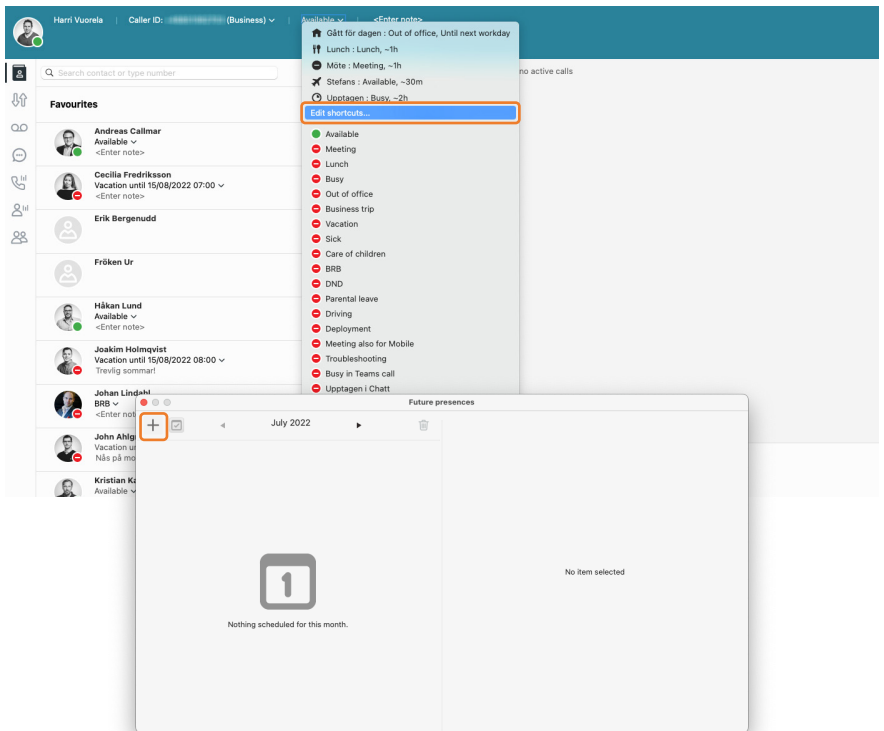 Harri Vuorela | Caller ID: (Business) | Available | <Enter note>
Gått för dagen : Out of office, Until next workday
Lunch : Lunch, ~1h
Möte : Meeting, ~1h
Stefans : Available, ~30m
Upptagen : Busy, ~2h
Edit shortcuts...
Available
Meeting
Lunch
Busy
Out of office
Business trip
Vacation
Sick
Care of children
BRB
DND
Parental leave
Driving
Deployment
Meeting also for Mobile
Troubleshooting
Busy in Teams call
Upptagen i Chatt
no active calls
Search contact or type number
Favourites
Andreas Callmar
Available
<Enter note>
Cecilia Fredriksson
Vacation until 15/08/2022 07:00
<Enter note>
Erik Bergenudd
Fröken Ur
Håkan Lund
Available
<Enter note>
Joakim Holmqvist
Vacation until 15/08/2022 08:00
Trevlig sommar!
Johan Lindahl
BRB
<Enter not
John Ahlg
Vacation u
Nås på mo
Kristian Ka
Available
Future presences
July 2022
1
Nothing scheduled for this month.
No item selected